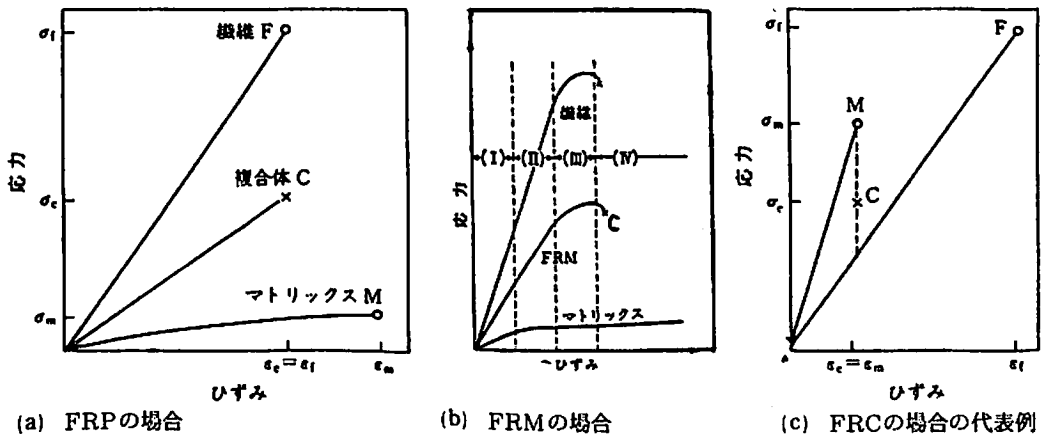 σf
繊維 F
応力
複合体 C
σc
マトリックス M
σm
εc=εf
εm
ひずみ
(a) FRPの場合
繊維
(I)
(II)
(III)
(IV)
応力
C
FRM
マトリックス
ひずみ
(b) FRMの場合
σf
F
M
σm
応力
σc
C
εc=εm
εf
ひずみ
(c) FRCの場合の代表例